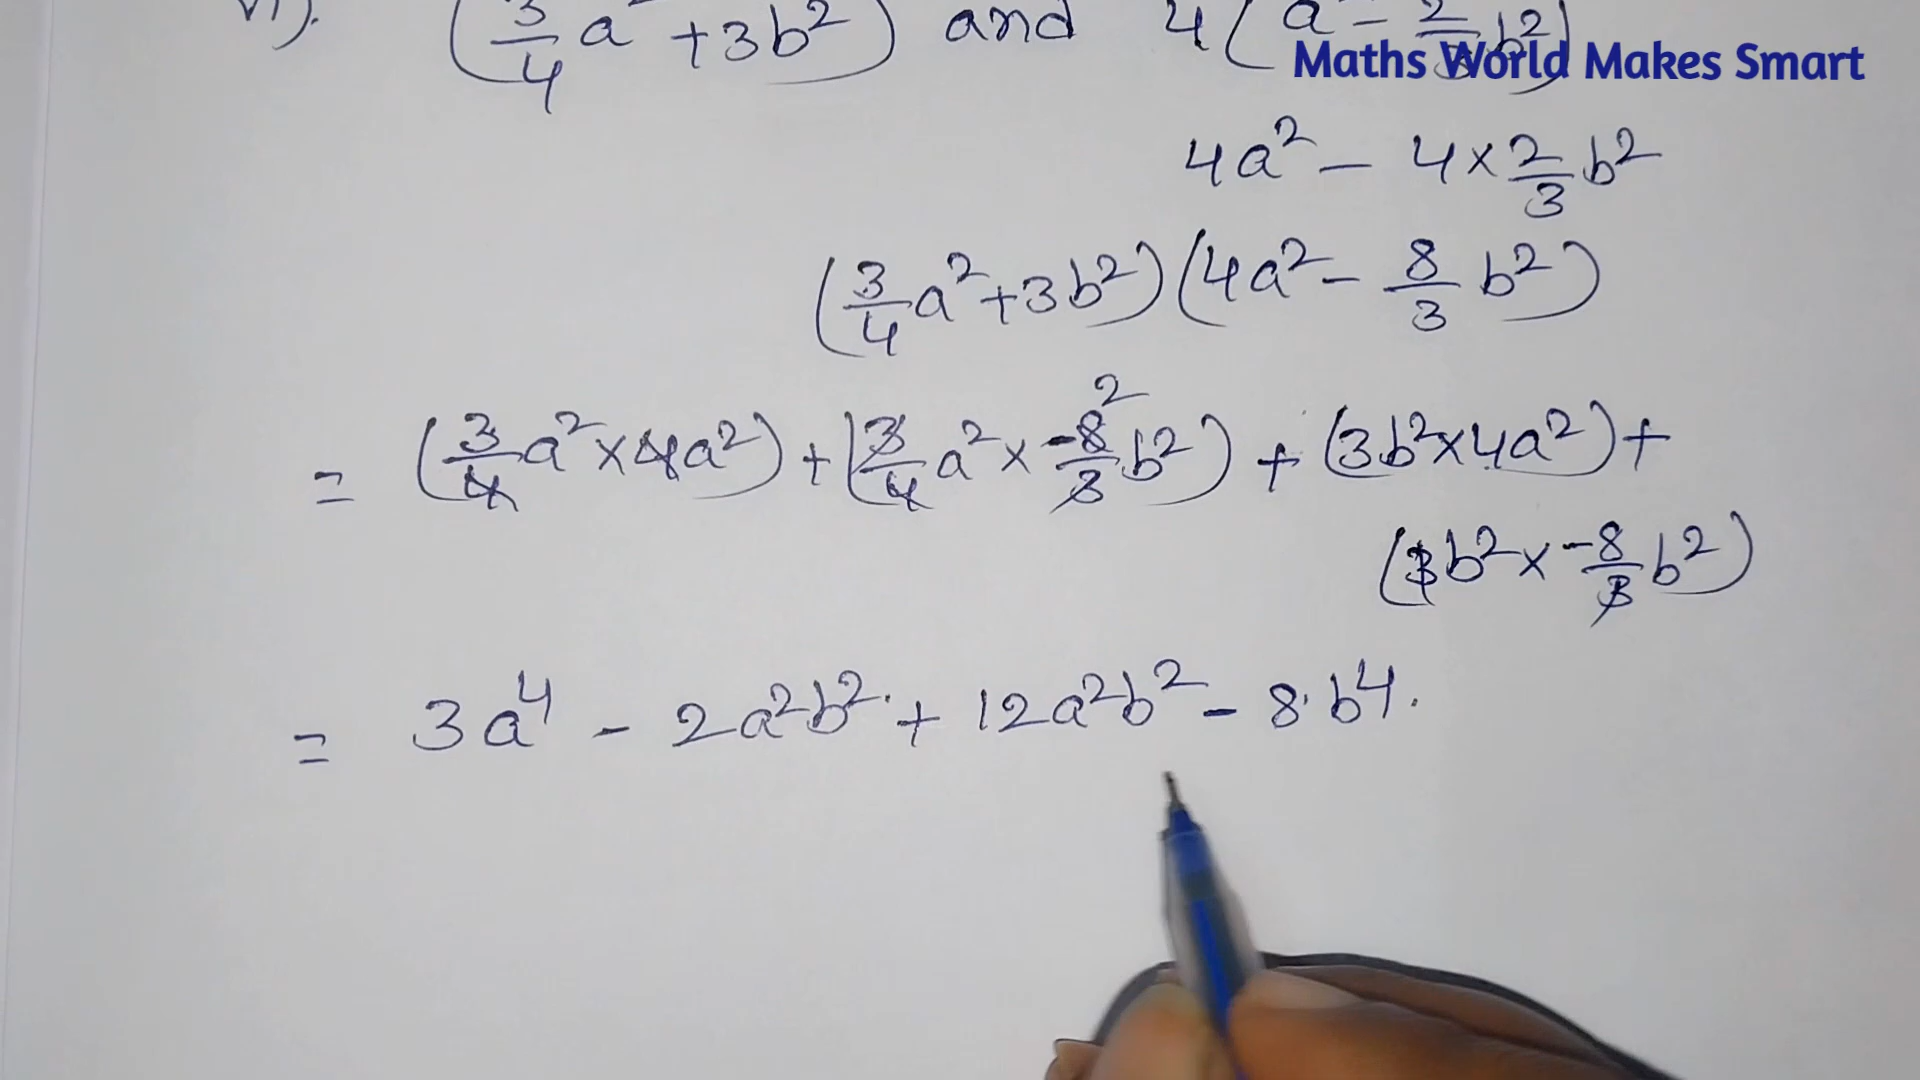 vi). (3/4 a² + 3b²) and 4(a² - 2/3 b²)
Maths World Makes Smart
4a² - 4 × 2/3 b²
(3/4 a² + 3b²)(4a² - 8/3 b²)
= (3/4 a² × 4a²) + (3/4 a² × -8/3 b²) + (3b² × 4a²) +
2
(3b² × -8/3 b²)
= 3a⁴ - 2a²b² + 12a²b² - 8b⁴.